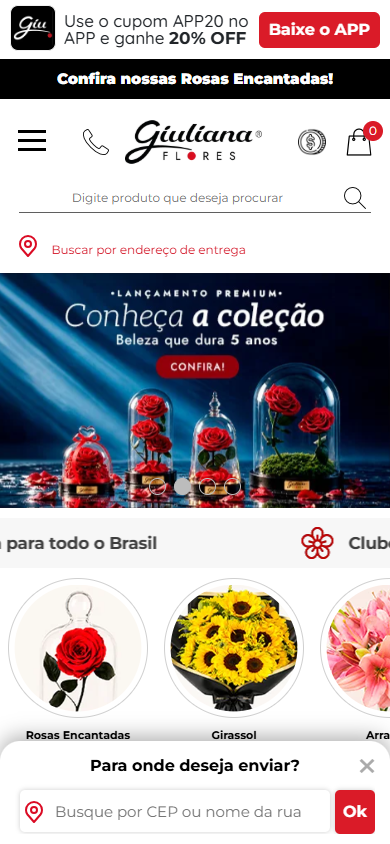 Giu
Use o cupom APP20 no
APP e ganhe 20% OFF
Baixe o APP
Confira nossas Rosas Encantadas!
Giuliana®
FLORES
0
Digite produto que deseja procurar
Buscar por endereço de entrega
•LANÇAMENTO PREMIUM•
Conheça a coleção
Beleza que dura 5 anos
CONFIRA!
para todo o Brasil
Clube
Rosas Encantadas
Girassol
Arra
Para onde deseja enviar?
Busque por CEP ou nome da rua
Ok